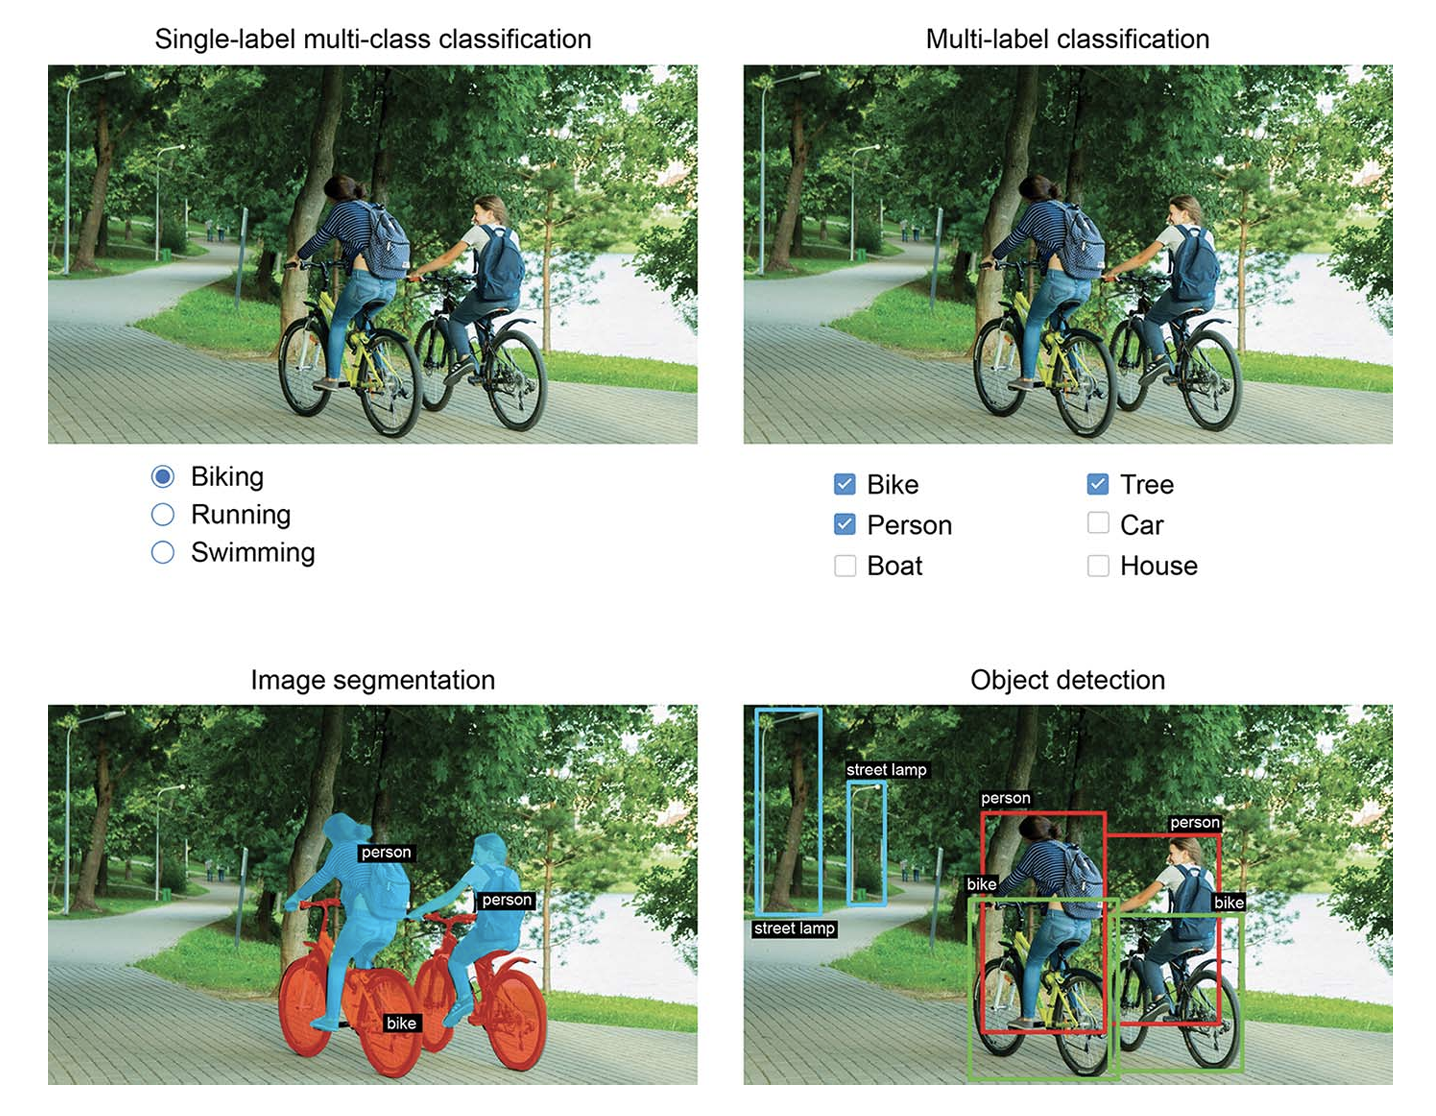 Single-label multi-class classification
Multi-label classification
Biking
Running
Swimming
Bike
Person
Boat
Tree
Car
House
Image segmentation
person
person
bike
Object detection
street lamp
person
person
bike
bike
street lamp